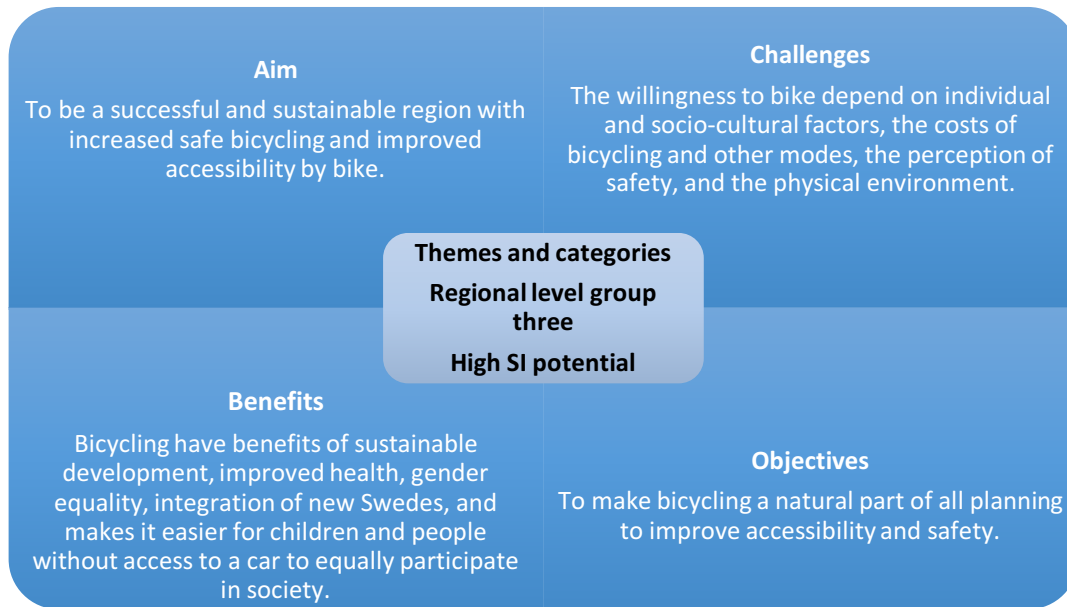 Aim
To be a successful and sustainable region with
increased safe bicycling and improved
accessibility by bike.
Challenges
The willingness to bike depend on individual
and socio-cultural factors, the costs of
bicycling and other modes, the perception of
safety, and the physical environment.
Themes and categories
Regional level group
three
High SI potential
Benefits
Bicycling have benefits of sustainable
development, improved health, gender
equality, integration of new Swedes, and
makes it easier for children and people
without access to a car to equally participate
in society.
Objectives
To make bicycling a natural part of all planning
to improve accessibility and safety.